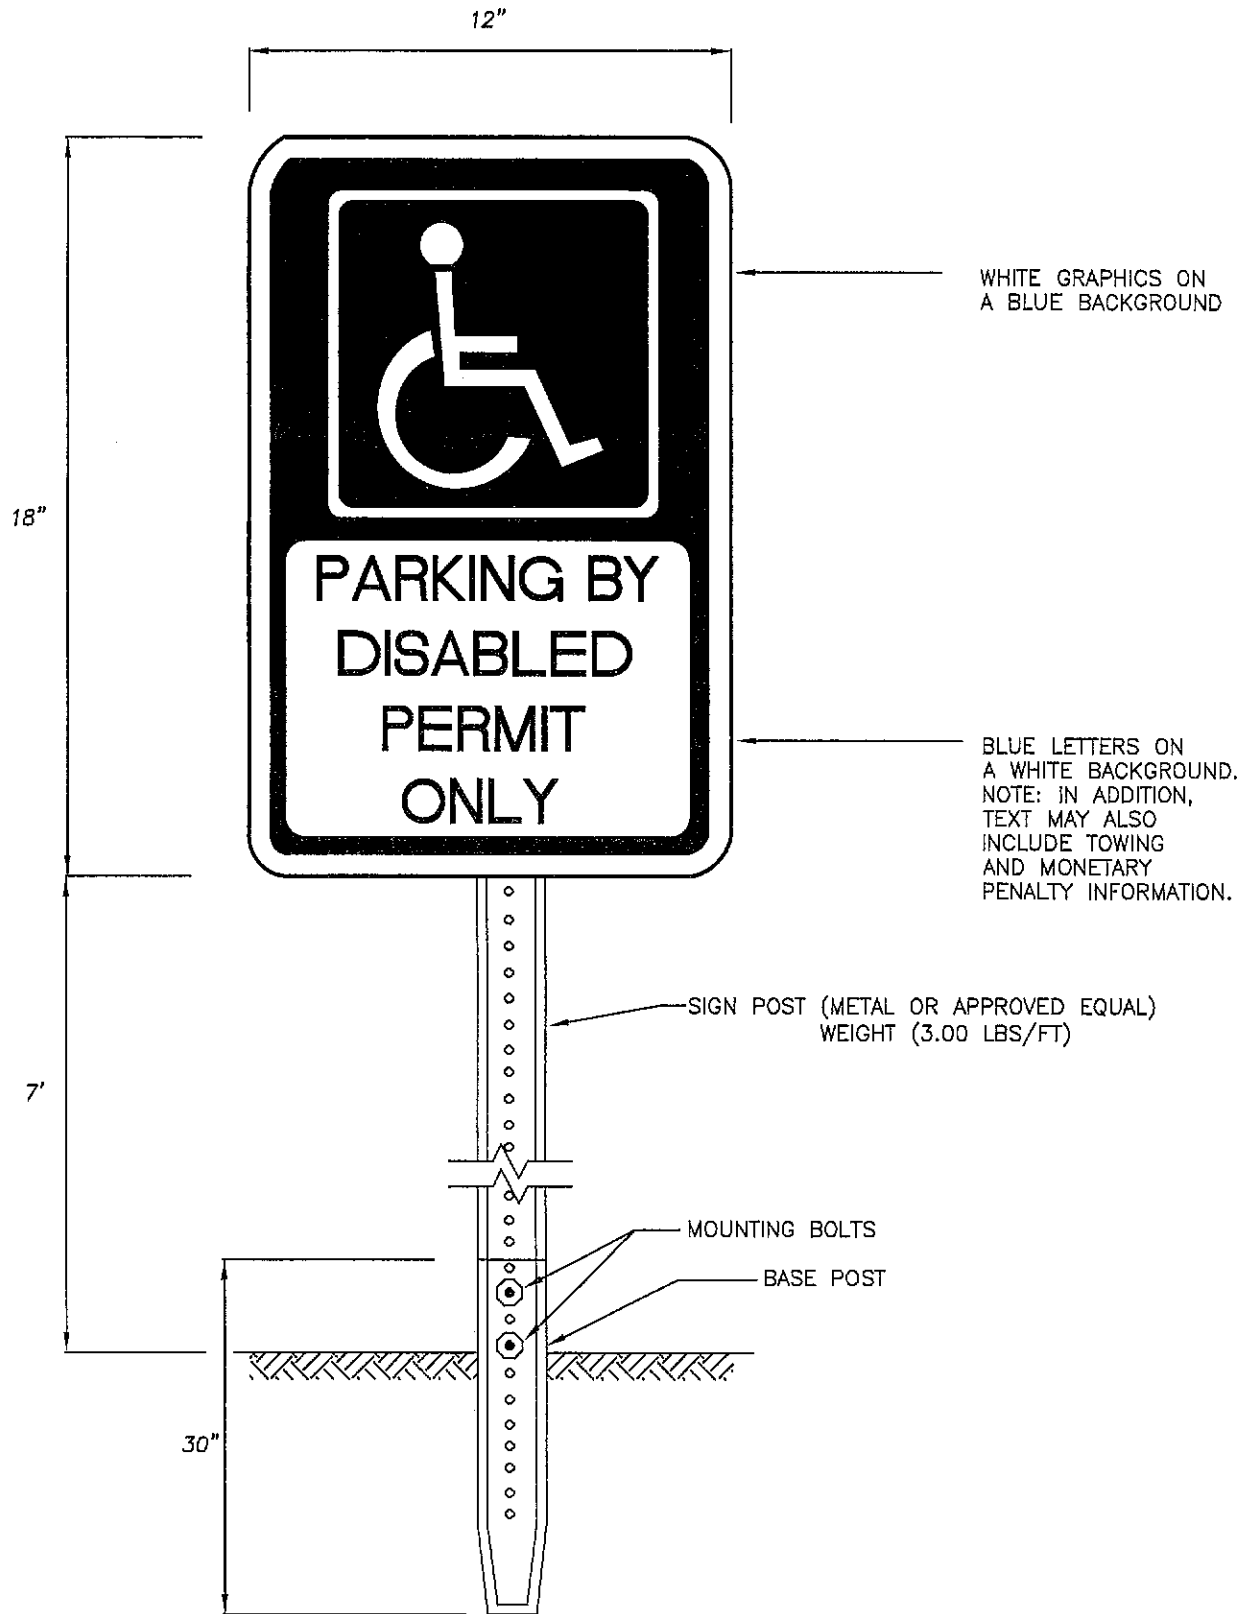 12"
18"
WHITE GRAPHICS ON
A BLUE BACKGROUND
PARKING BY
DISABLED
PERMIT
ONLY
BLUE LETTERS ON
A WHITE BACKGROUND.
NOTE: IN ADDITION,
TEXT MAY ALSO
INCLUDE TOWING
AND MONETARY
PENALTY INFORMATION.
SIGN POST (METAL OR APPROVED EQUAL)
WEIGHT (3.00 LBS/FT)
7'
MOUNTING BOLTS
BASE POST
30"